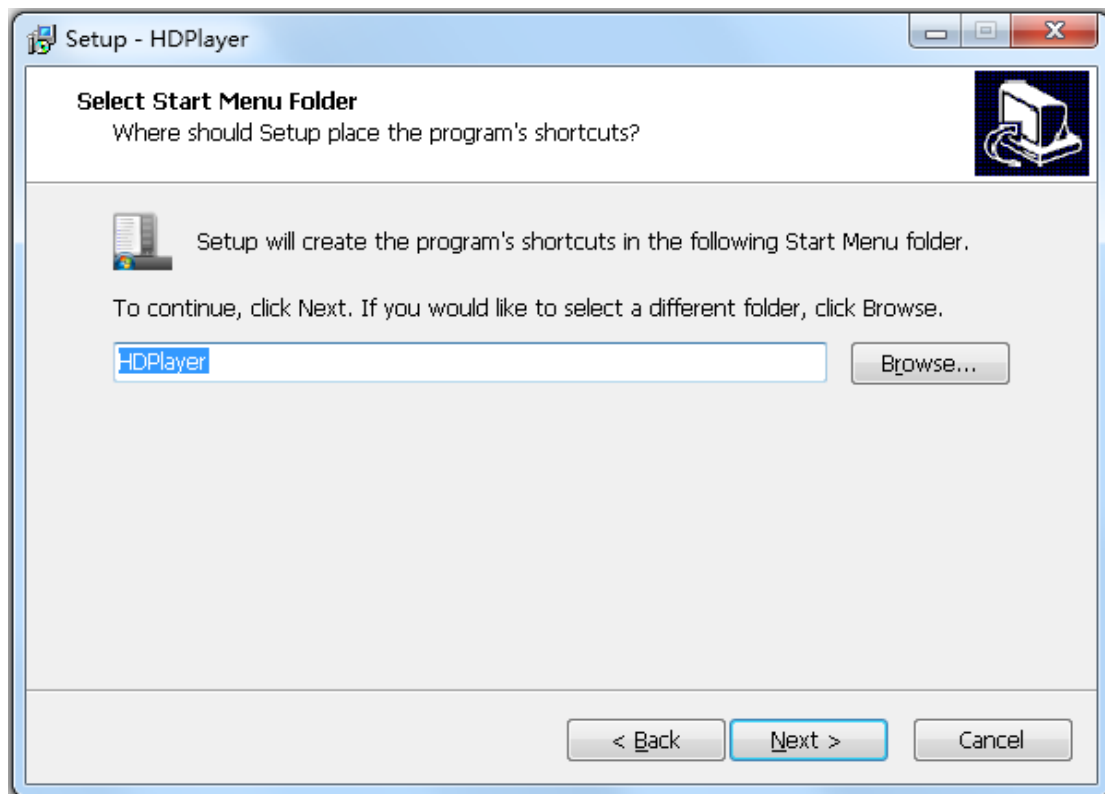 Setup - HDPlayer
Select Start Menu Folder
Where should Setup place the program's shortcuts?
Setup will create the program's shortcuts in the following Start Menu folder.
To continue, click Next. If you would like to select a different folder, click Browse.
HDPlayer
Browse...
< Back
Next >
Cancel